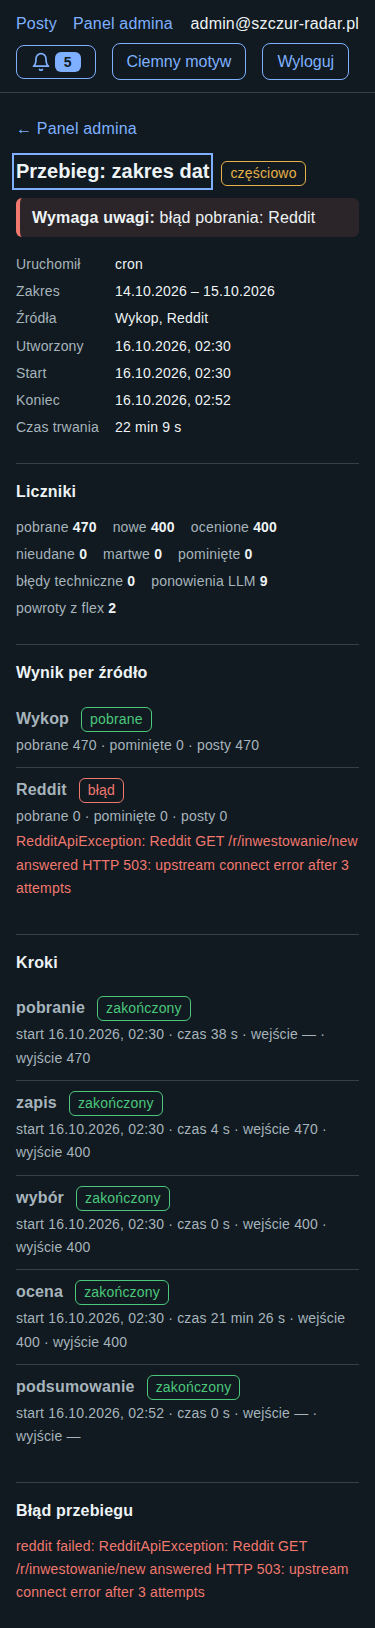 Posty Panel admina admin@szczur-radar.pl
5 Ciemny motyw Wyloguj
← Panel admina
Przebieg: zakres dat częściowo
Wymaga uwagi: błąd pobrania: Reddit
Uruchomił cron
Zakres 14.10.2026 – 15.10.2026
Źródła Wykop, Reddit
Utworzony 16.10.2026, 02:30
Start 16.10.2026, 02:30
Koniec 16.10.2026, 02:52
Czas trwania 22 min 9 s
Liczniki
pobrane 470 nowe 400 ocenione 400
nieudane 0 martwe 0 pominięte 0
błędy techniczne 0 ponowienia LLM 9
powroty z flex 2
Wynik per źródło
Wykop pobrane
pobrane 470 · pominięte 0 · posty 470
Reddit błąd
pobrane 0 · pominięte 0 · posty 0
RedditApiException: Reddit GET /r/inwestowanie/new
answered HTTP 503: upstream connect error after 3
attempts
Kroki
pobranie zakończony
start 16.10.2026, 02:30 · czas 38 s · wejście — ·
wyjście 470
zapis zakończony
start 16.10.2026, 02:30 · czas 4 s · wejście 470 ·
wyjście 400
wybór zakończony
start 16.10.2026, 02:30 · czas 0 s · wejście 400 ·
wyjście 400
ocena zakończony
start 16.10.2026, 02:30 · czas 21 min 26 s · wejście
400 · wyjście 400
podsumowanie zakończony
start 16.10.2026, 02:52 · czas 0 s · wejście — ·
wyjście —
Błąd przebiegu
reddit failed: RedditApiException: Reddit GET
/r/inwestowanie/new answered HTTP 503: upstream
connect error after 3 attempts